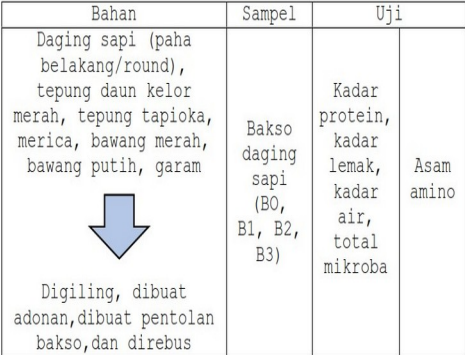 Bahan
Sampel
Uji
Daging sapi (paha
belakang/round),
tepung daun kelor
merah, tepung tapioka,
merica, bawang merah,
bawang putih, garam
Digiling, dibuat
adonan,dibuat pentolan
bakso,dan direbus
Bakso
daging
sapi
(BO,
B1, B2,
B3)
Kadar
protein,
kadar
lemak,
kadar
air,
total
mikroba
Asam
amino